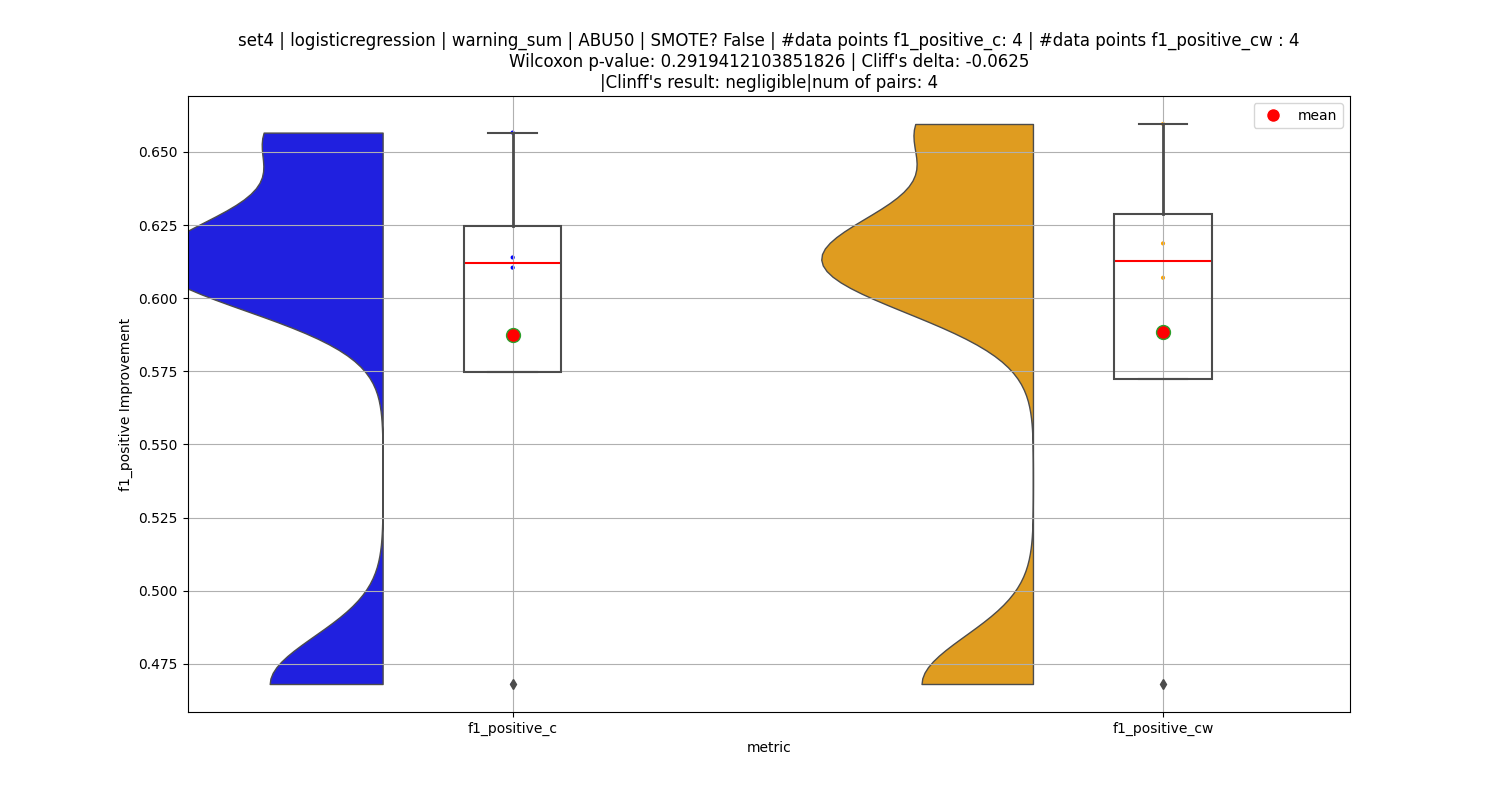 set4 | logisticregression | warning_sum | ABU50 | SMOTE? False | #data points f1_positive_c: 4 | #data points f1_positive_cw : 4
Wilcoxon p-value: 0.2919412103851826 | Cliff's delta: -0.0625
|Clinff's result: negligible|num of pairs: 4
mean
0.650
0.625
0.600
0.575
0.550
0.525
0.500
0.475
f1_positive Improvement
f1_positive_c
f1_positive_cw
metric